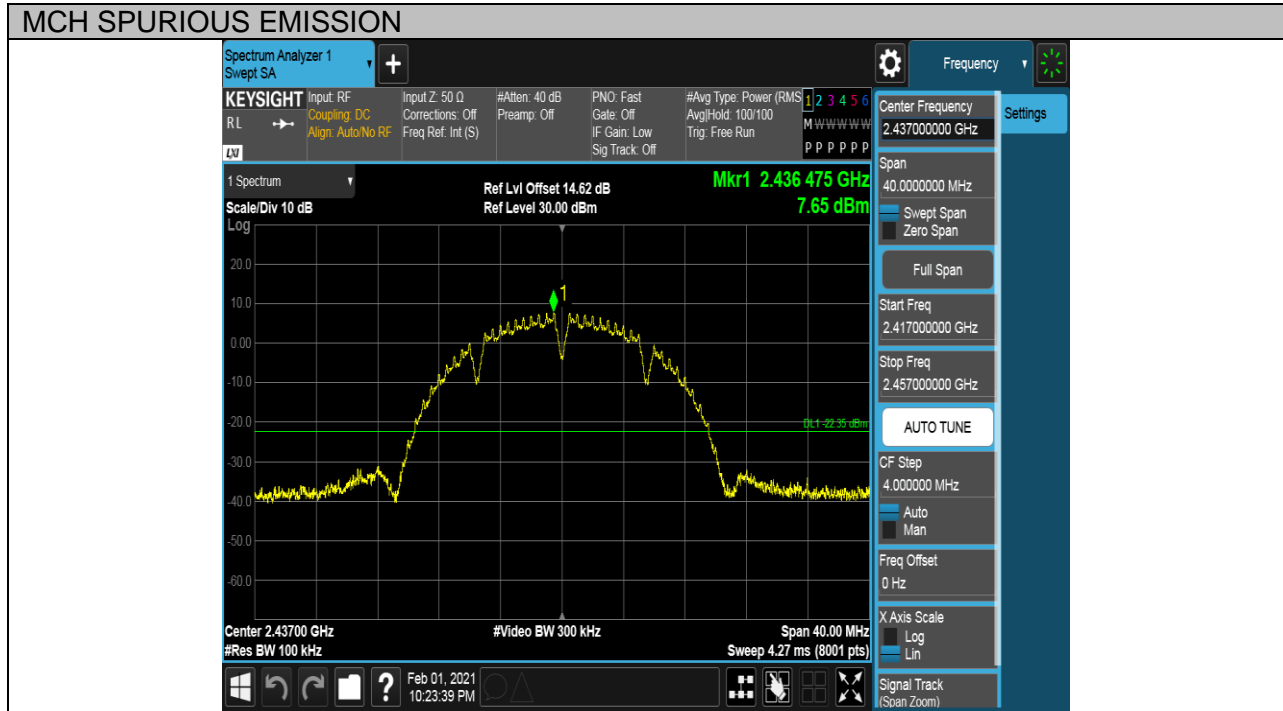 MCH SPURIOUS EMISSION
Spectrum Analyzer 1
Swept SA
+
Frequency
KEYSIGHT
RL
LXI
Input: RF
Coupling: DC
Align: Auto/No RF
Input Z: 50 Ω
Corrections: Off
Freq Ref: Int (S)
#Atten: 40 dB
Preamp: Off
PNO: Fast
Gate: Off
IF Gain: Low
Sig Track: Off
#Avg Type: Power (RMS
Avg|Hold: 100/100
Trig: Free Run
1 2 3 4 5 6
M W W W W W
P P P P P P
1 Spectrum
Scale/Div 10 dB
Log
Ref Lvl Offset 14.62 dB
Ref Level 30.00 dBm
Mkr1 2.436 475 GHz
7.65 dBm
20.0
10.0
0.00
-10.0
-20.0
-30.0
-40.0
-50.0
-60.0
1
DL1 -22.35 dBm
Center 2.43700 GHz
#Res BW 100 kHz
#Video BW 300 kHz
Span 40.00 MHz
Sweep 4.27 ms (8001 pts)
Center Frequency
2.437000000 GHz
Settings
Span
40.0000000 MHz
Swept Span
Zero Span
Full Span
Start Freq
2.417000000 GHz
Stop Freq
2.457000000 GHz
AUTO TUNE
CF Step
4.000000 MHz
Auto
Man
Freq Offset
0 Hz
X Axis Scale
Log
Lin
Signal Track
(Span Zoom)
?
Feb 01, 2021
10:23:39 PM